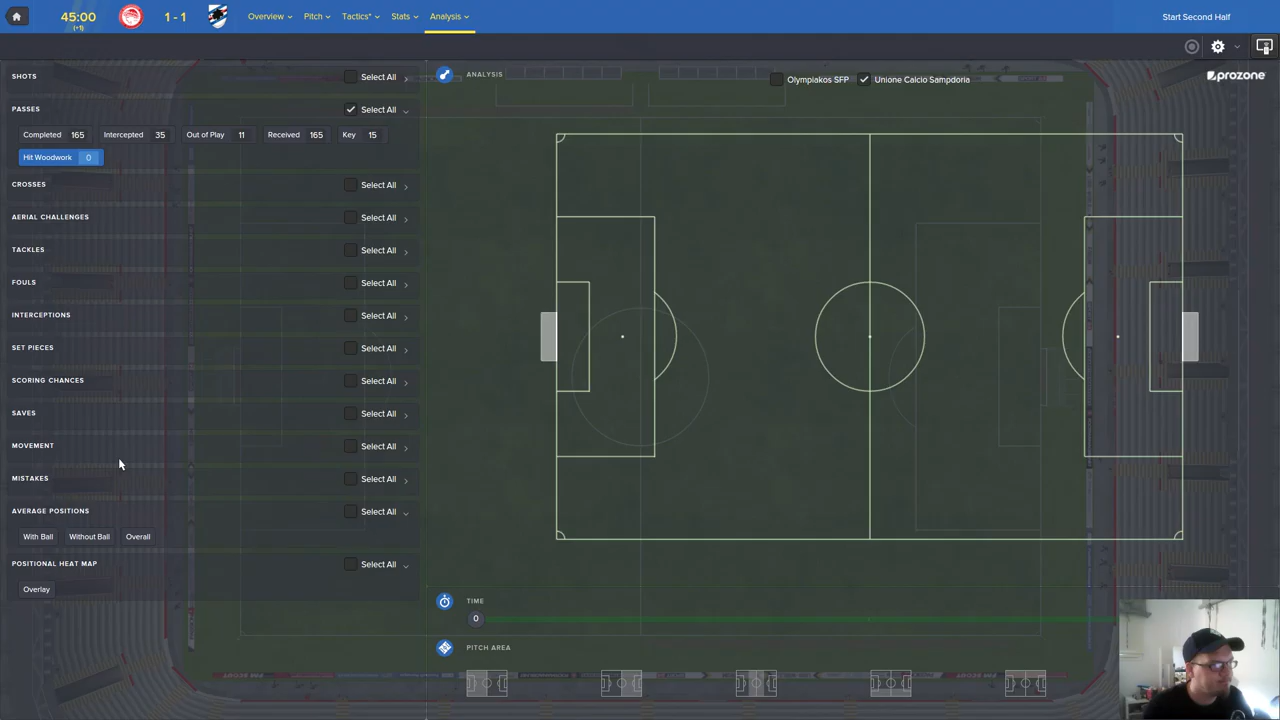 45:00 (+1) 1 - 1 Overview Pitch Tactics* Stats Analysis Start Second Half
SHOTS Select All
ANALYSIS Olympiakos SFP Unione Calcio Sampdoria prozone
PASSES Select All
Completed 165 Intercepted 35 Out of Play 11 Received 165 Key 15
Hit Woodwork 0
CROSSES Select All
AERIAL CHALLENGES Select All
TACKLES Select All
FOULS Select All
INTERCEPTIONS Select All
SET PIECES Select All
SCORING CHANCES Select All
SAVES Select All
MOVEMENT Select All
MISTAKES Select All
AVERAGE POSITIONS Select All
With Ball Without Ball Overall
POSITIONAL HEAT MAP Select All
Overlay
TIME
0
PITCH AREA